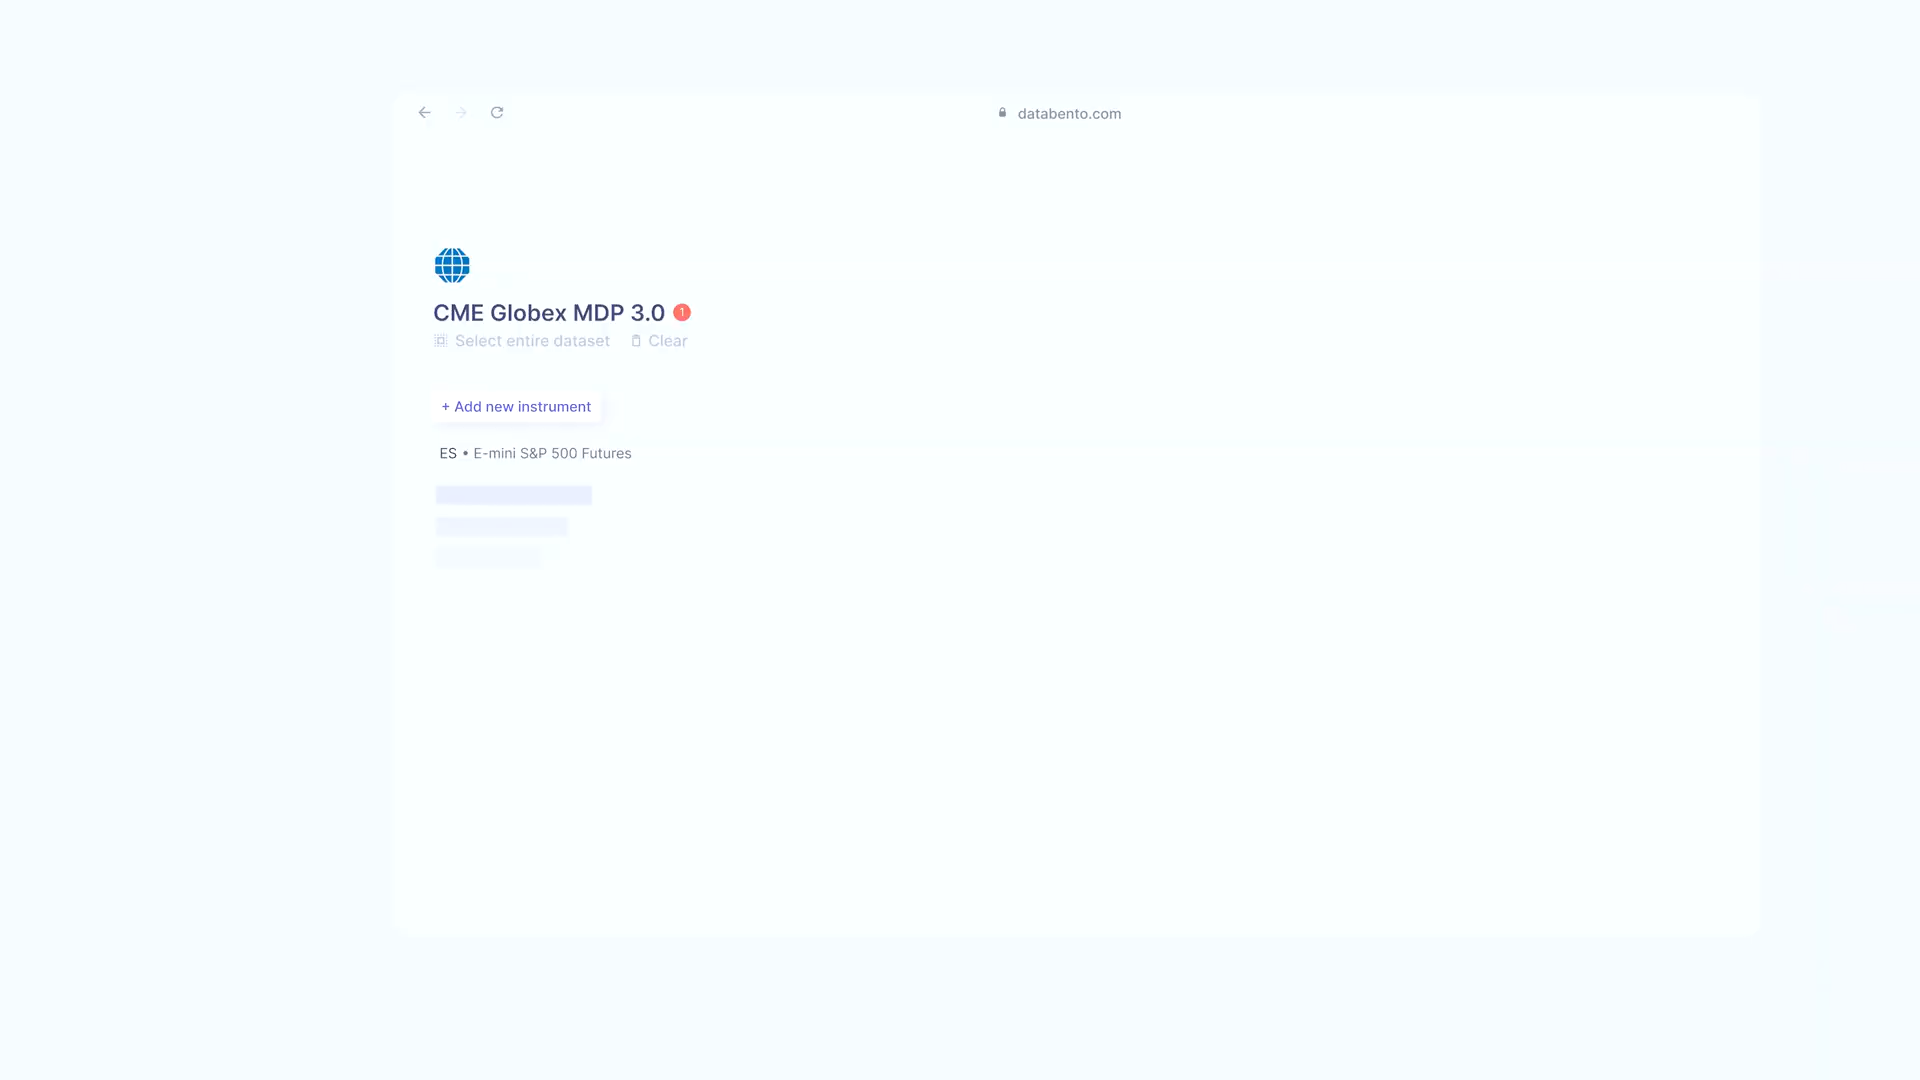 databento.com
CME Globex MDP 3.0 1
Select entire dataset Clear
+ Add new instrument
ES • E-mini S&P 500 Futures